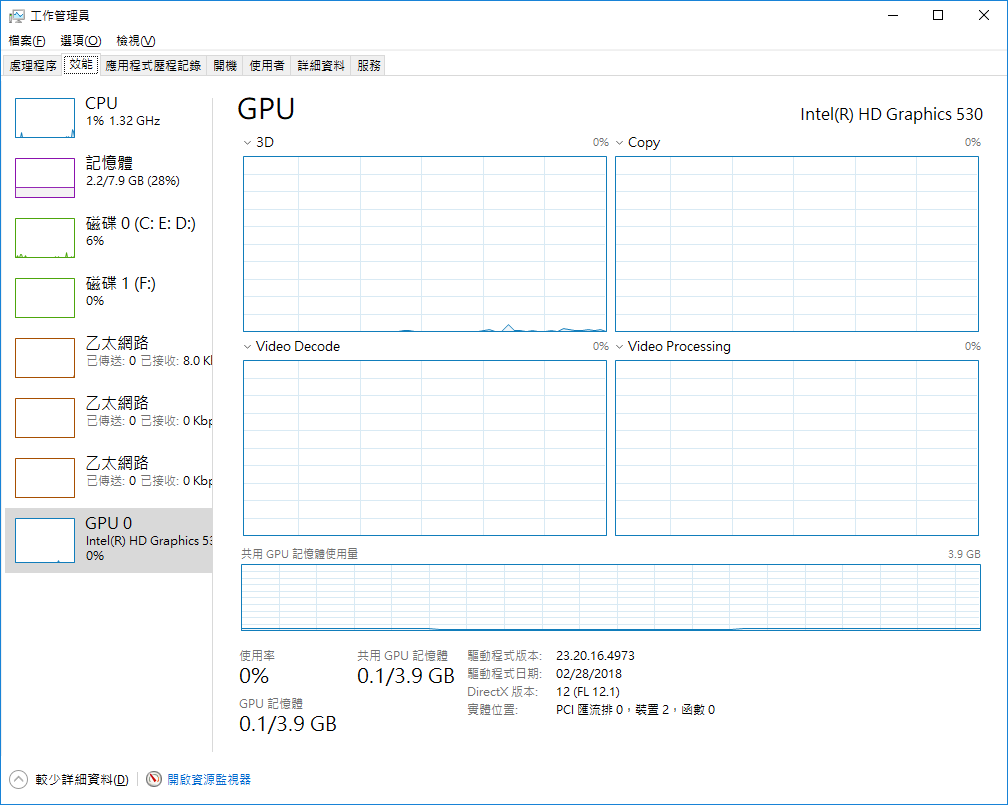 工作管理員
檔案(F) 選項(O) 檢視(V)
處理程序 效能 應用程式歷程記錄 開機 使用者 詳細資料 服務
CPU
1% 1.32 GHz
記憶體
2.2/7.9 GB (28%)
磁碟 0 (C: E: D:)
6%
磁碟 1 (F:)
0%
乙太網路
已傳送: 0 已接收: 8.0 K
乙太網路
已傳送: 0 已接收: 0 Kbp
乙太網路
已傳送: 0 已接收: 0 Kbp
GPU 0
Intel(R) HD Graphics 53
0%
GPU
Intel(R) HD Graphics 530
3D 0%
Copy 0%
Video Decode 0%
Video Processing 0%
共用 GPU 記憶體使用量 3.9 GB
使用率
0%
共用 GPU 記憶體
0.1/3.9 GB
GPU 記憶體
0.1/3.9 GB
驅動程式版本: 23.20.16.4973
驅動程式日期: 02/28/2018
DirectX 版本: 12 (FL 12.1)
實體位置: PCI 匯流排 0，裝置 2，函數 0
較少詳細資料(D) 開啟資源監視器